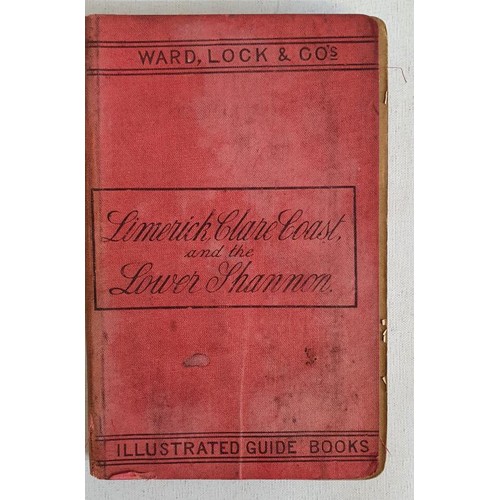 WARD, LOCK & CO's
Limerick, Clare Coast,
and the
Lower Shannon.
ILLUSTRATED GUIDE BOOKS